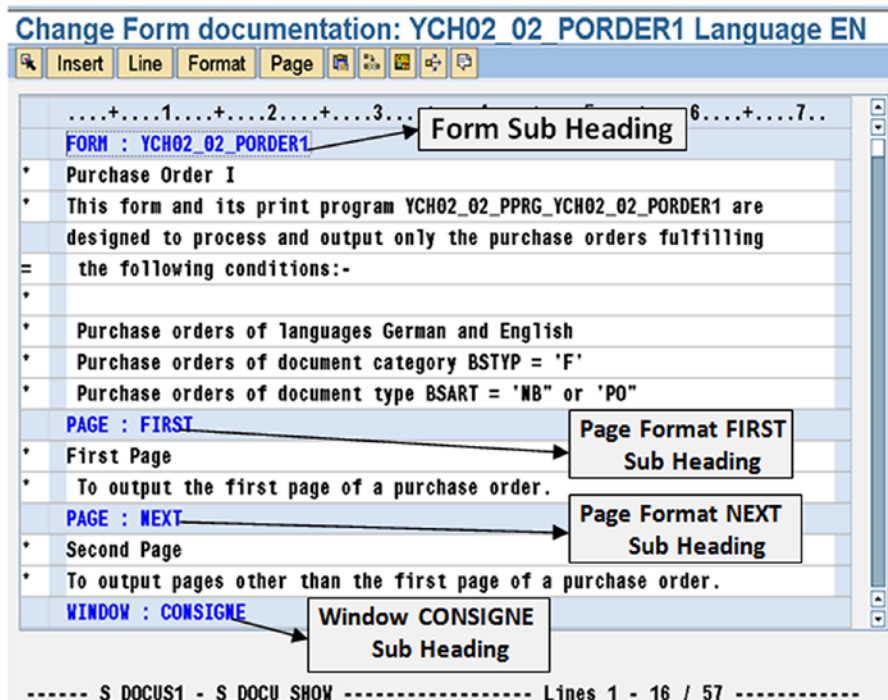 Change Form documentation: YCH02_02_PORDER1 Language EN
Insert Line Format Page
....+....1....+....2....+....3... 6....+....7..
Form Sub Heading
FORM : YCH02_02_PORDER1
* Purchase Order I
* This form and its print program YCH02_02_PPRG_YCH02_02_PORDER1 are
designed to process and output only the purchase orders fulfilling
= the following conditions:-
*
* Purchase orders of languages German and English
* Purchase orders of document category BSTYP = 'F'
* Purchase orders of document type BSART = 'NB" or 'PO"
PAGE : FIRST
Page Format FIRST
Sub Heading
* First Page
* To output the first page of a purchase order.
PAGE : NEXT
Page Format NEXT
Sub Heading
* Second Page
* To output pages other than the first page of a purchase order.
WINDOW : CONSIGNE
Window CONSIGNE
Sub Heading
------ S_DOCUS1 - S_DOCU_SHOW ----------------- Lines 1 - 16 / 57 ------------